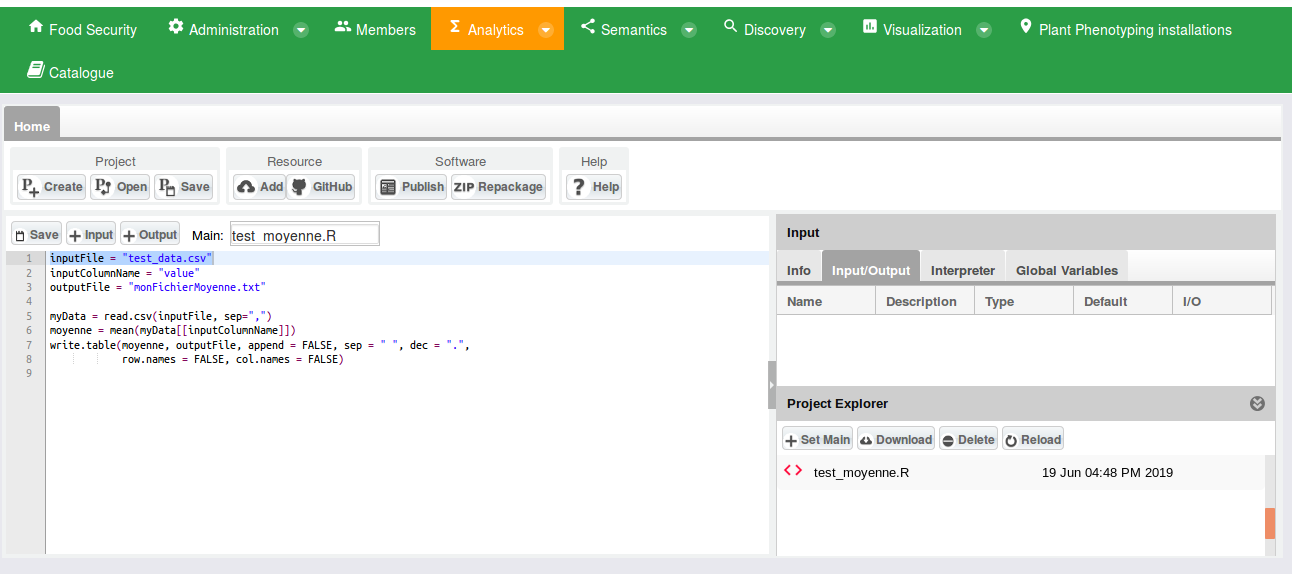 Food Security Administration Members Analytics Semantics Discovery Visualization Plant Phenotyping installations
Catalogue
Home
Project Resource Software Help
Create Open Save Add GitHub Publish ZIP Repackage ? Help
Save Input Output Main: test_moyenne.R
1 inputFile = "test_data.csv"
2 inputColumnName = "value"
3 outputFile = "monFichierMoyenne.txt"
4
5 myData = read.csv(inputFile, sep=",")
6 moyenne = mean(myData[[inputColumnName]])
7 write.table(moyenne, outputFile, append = FALSE, sep = " ", dec = ".",
8 row.names = FALSE, col.names = FALSE)
9
Input
Info Input/Output Interpreter Global Variables
Name Description Type Default I/O
Project Explorer
Set Main Download Delete Reload
<> test_moyenne.R 19 Jun 04:48 PM 2019